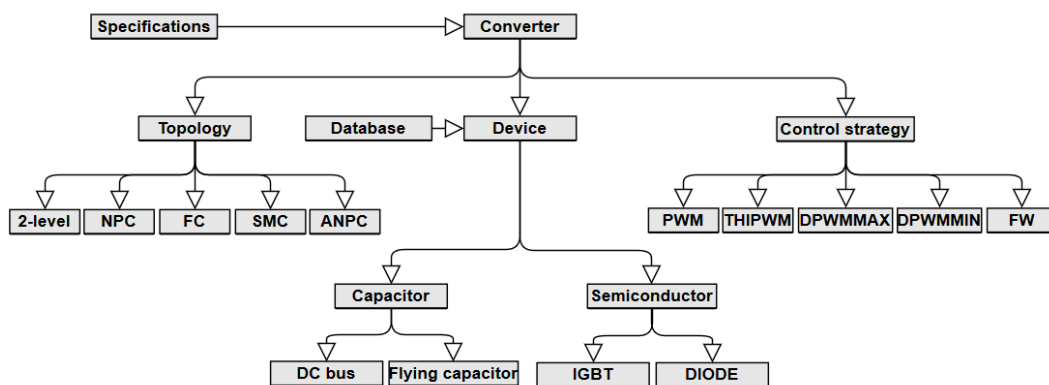 Specifications
Converter
Topology
Database
Device
Control strategy
2-level
NPC
FC
SMC
ANPC
PWM
THIPWM
DPWMMAX
DPWMMIN
FW
Capacitor
Semiconductor
DC bus
Flying capacitor
IGBT
DIODE